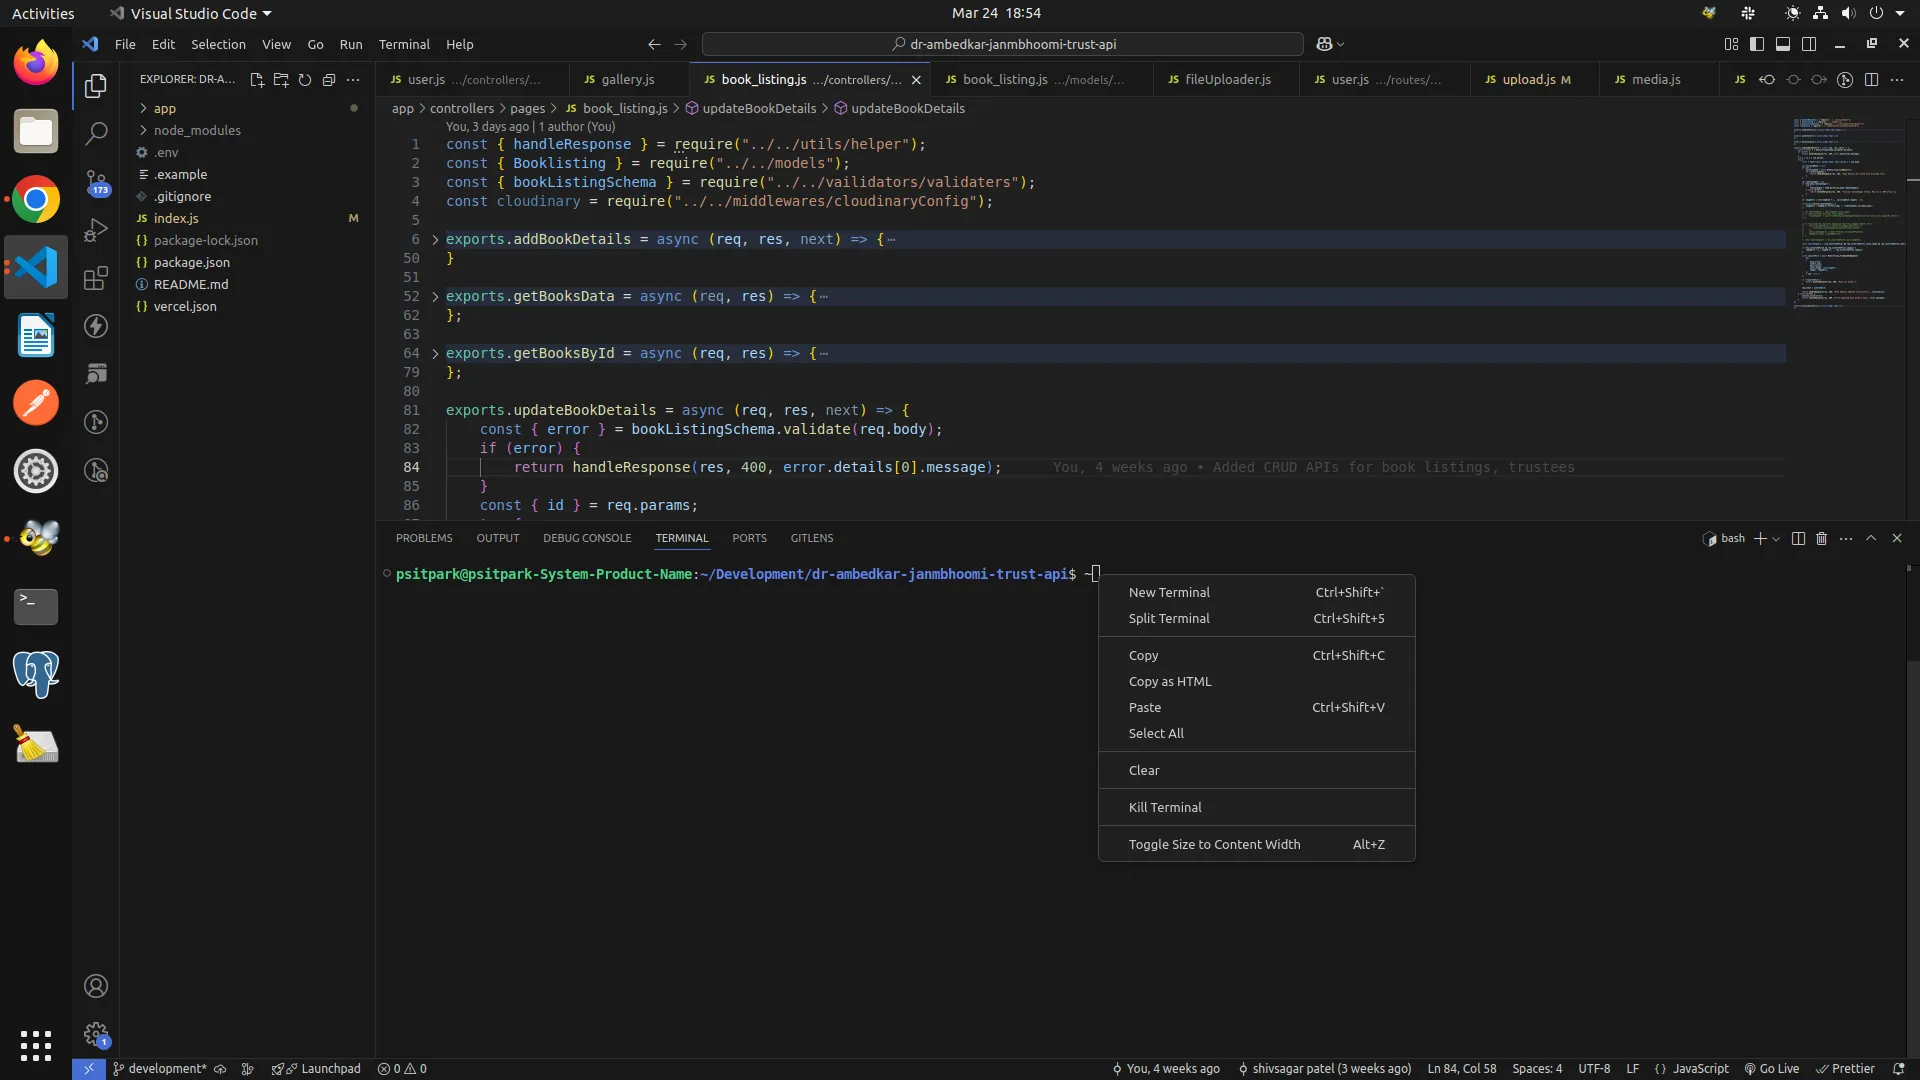 Activities
Visual Studio Code
Mar 24 18:54
File Edit Selection View Go Run Terminal Help
dr-ambedkar-janmbhoomi-trust-api
EXPLORER: DR-A...
JS user.js .../controllers/...
JS gallery.js
JS book_listing.js .../controllers/...
JS book_listing.js .../models/...
JS fileUploader.js
JS user.js .../routes/...
JS upload.js M
JS media.js
JS
app > controllers > pages > JS book_listing.js > updateBookDetails > updateBookDetails
app
node_modules
.env
.example
.gitignore
JS index.js M
{} package-lock.json
{} package.json
README.md
{} vercel.json
173
You, 3 days ago | 1 author (You)
1 const { handleResponse } = require("../../utils/helper");
2 const { Booklisting } = require("../../models");
3 const { bookListingSchema } = require("../../vailidators/validaters");
4 const cloudinary = require("../../middlewares/cloudinaryConfig");
5
6 exports.addBookDetails = async (req, res, next) => {⋯
50 }
51
52 exports.getBooksData = async (req, res) => {⋯
62 };
63
64 exports.getBooksById = async (req, res) => {⋯
79 };
80
81 exports.updateBookDetails = async (req, res, next) => {
82 const { error } = bookListingSchema.validate(req.body);
83 if (error) {
84 return handleResponse(res, 400, error.details[0].message); You, 4 weeks ago • Added CRUD APIs for book listings, trustees
85 }
86 const { id } = req.params;
PROBLEMS OUTPUT DEBUG CONSOLE TERMINAL PORTS GITLENS
bash
psitpark@psitpark-System-Product-Name:~/Development/dr-ambedkar-janmbhoomi-trust-api$ ~
New Terminal Ctrl+Shift+`
Split Terminal Ctrl+Shift+5
Copy Ctrl+Shift+C
Copy as HTML
Paste Ctrl+Shift+V
Select All
Clear
Kill Terminal
Toggle Size to Content Width Alt+Z
1
development* Launchpad 0 0
You, 4 weeks ago shivsagar patel (3 weeks ago) Ln 84, Col 58 Spaces: 4 UTF-8 LF {} JavaScript Go Live Prettier